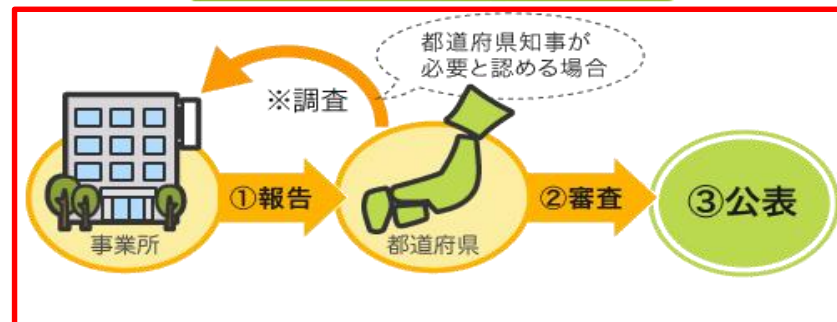 都道府県知事が
必要と認める場合
※調査
①報告
②審査
③公表
事業所
都道府県